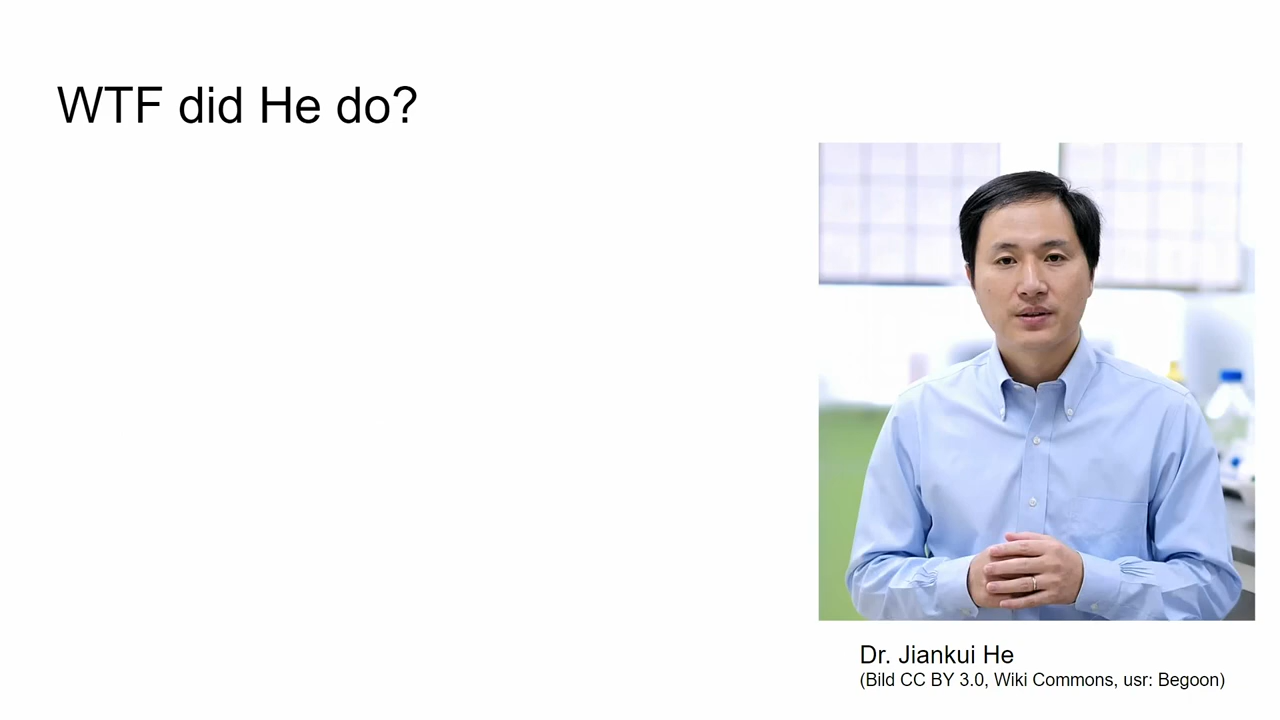 WTF did He do?
Dr. Jiankui He
(Bild CC BY 3.0, Wiki Commons, usr: Begoon)